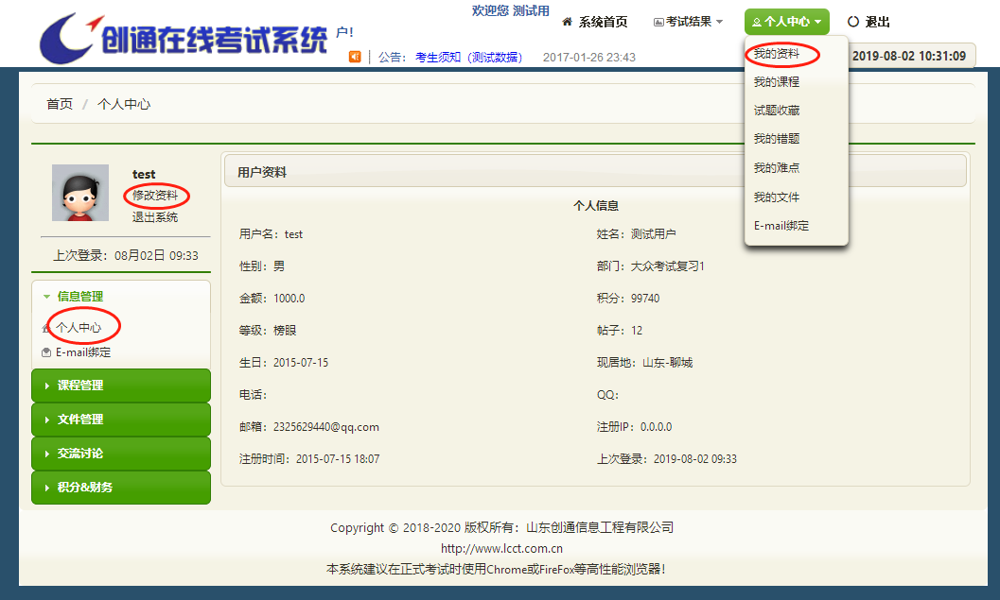 创通在线考试系统
欢迎您 测试用
户!
系统首页
考试结果
个人中心
退出
公告: 考生须知 (测试数据) 2017-01-26 23:43
2019-08-02 10:31:09
我的资料
我的课程
试题收藏
我的错题
我的难点
我的文件
E-mail绑定
首页 / 个人中心
test
修改资料
退出系统
上次登录: 08月02日 09:33
信息管理
个人中心
E-mail绑定
课程管理
文件管理
交流讨论
积分&财务
用户资料
个人信息
用户名: test
姓名: 测试用户
性别: 男
部门: 大众考试复习1
金额: 1000.0
积分: 99740
等级: 榜眼
帖子: 12
生日: 2015-07-15
现居地: 山东-聊城
电话:
QQ:
邮箱: 2325629440@qq.com
注册IP: 0.0.0.0
注册时间: 2015-07-15 18:07
上次登录: 2019-08-02 09:33
Copyright © 2018-2020 版权所有: 山东创通信息工程有限公司
http://www.lcct.com.cn
本系统建议在正式考试时使用Chrome或FireFox等高性能浏览器!